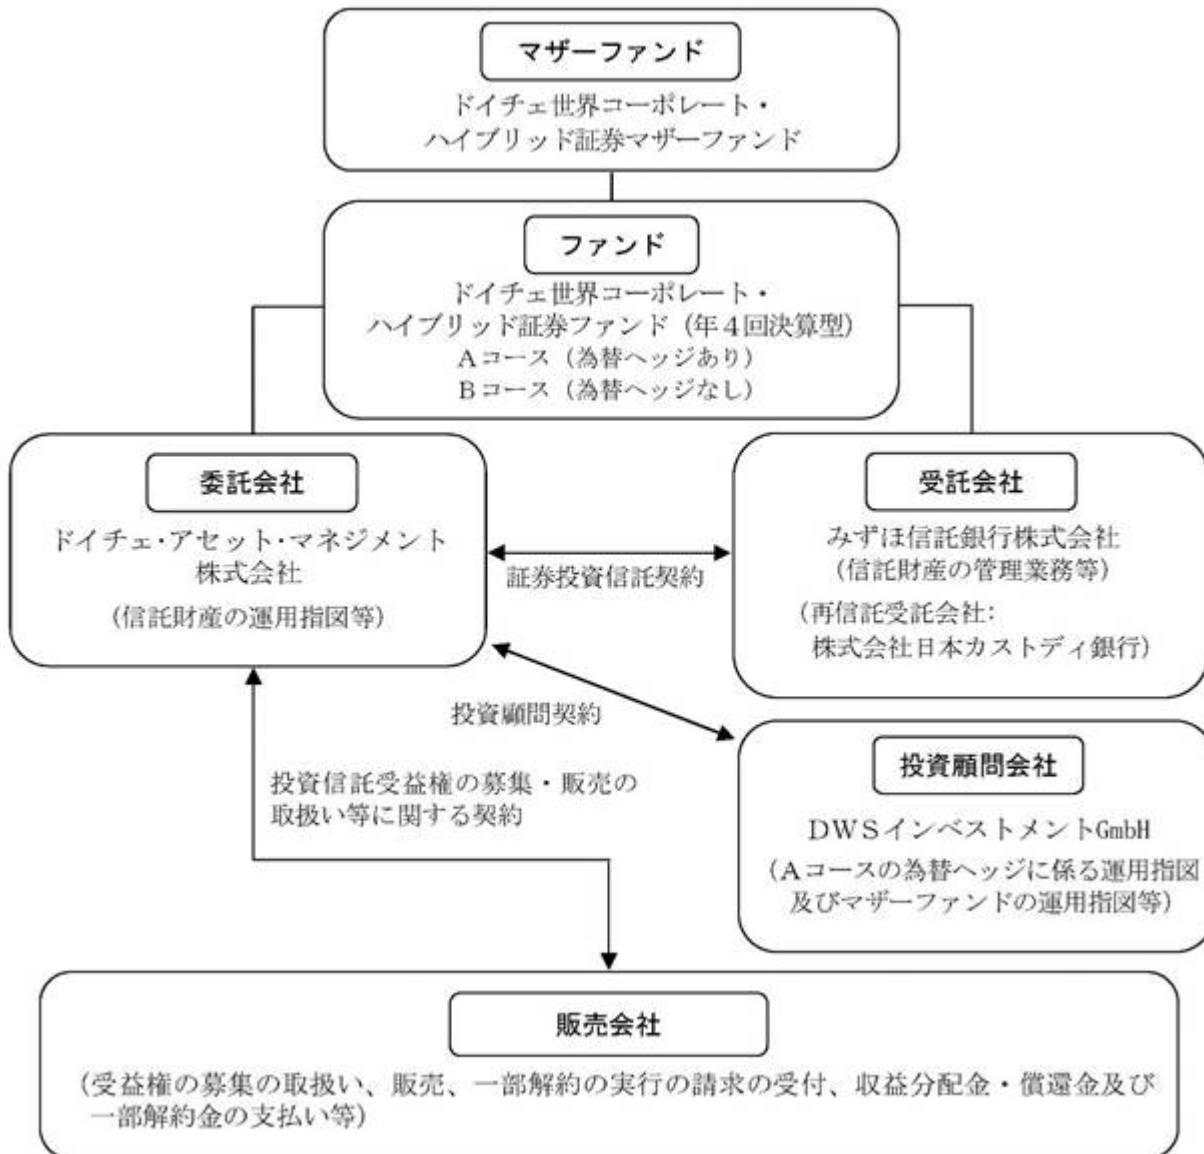 マザーファンド
ドイチェ世界コーポレート・
ハイブリッド証券マザーファンド
ファンド
ドイチェ世界コーポレート・
ハイブリッド証券ファンド（年４回決算型）
Ａコース（為替ヘッジあり）
Ｂコース（為替ヘッジなし）
委託会社
ドイチェ・アセット・マネジメント
株式会社
（信託財産の運用指図等）
証券投資信託契約
受託会社
みずほ信託銀行株式会社
（信託財産の管理業務等）
（再信託受託会社：
株式会社日本カストディ銀行）
投資顧問契約
投資顧問会社
ＤＷＳインベストメントGmbH
（Ａコースの為替ヘッジに係る運用指図
及びマザーファンドの運用指図等）
投資信託受益権の募集・販売の
取扱い等に関する契約
販売会社
（受益権の募集の取扱い、販売、一部解約の実行の請求の受付、収益分配金・償還金及び
一部解約金の支払い等）